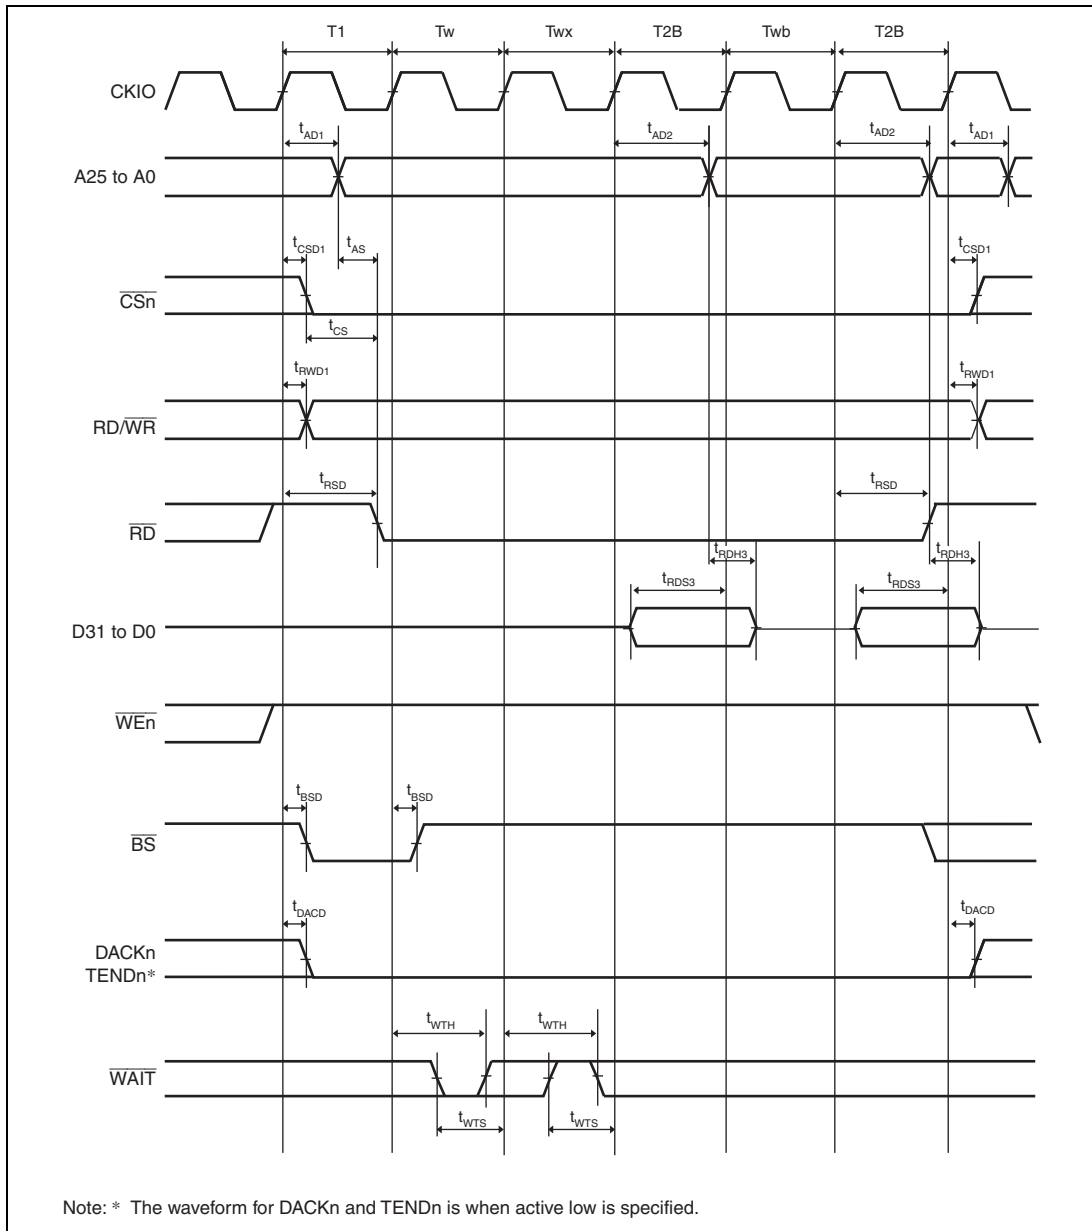 T1 Tw Twx T2B Twb T2B
CKIO
tAD1 tAD2 tAD2 tAD1
A25 to A0
tCSD1 tAS tCSD1
CSn
tCS
tRWD1 tRWD1
RD/WR
tRSD tRSD
RD
tRDH3 tRDH3
tRDS3 tRDS3
D31 to D0
WEn
tBSD tBSD
BS
tDACD tDACD
DACKn
TENDn*
tWTH tWTH
WAIT
tWTS tWTS
Note: * The waveform for DACKn and TENDn is when active low is specified.